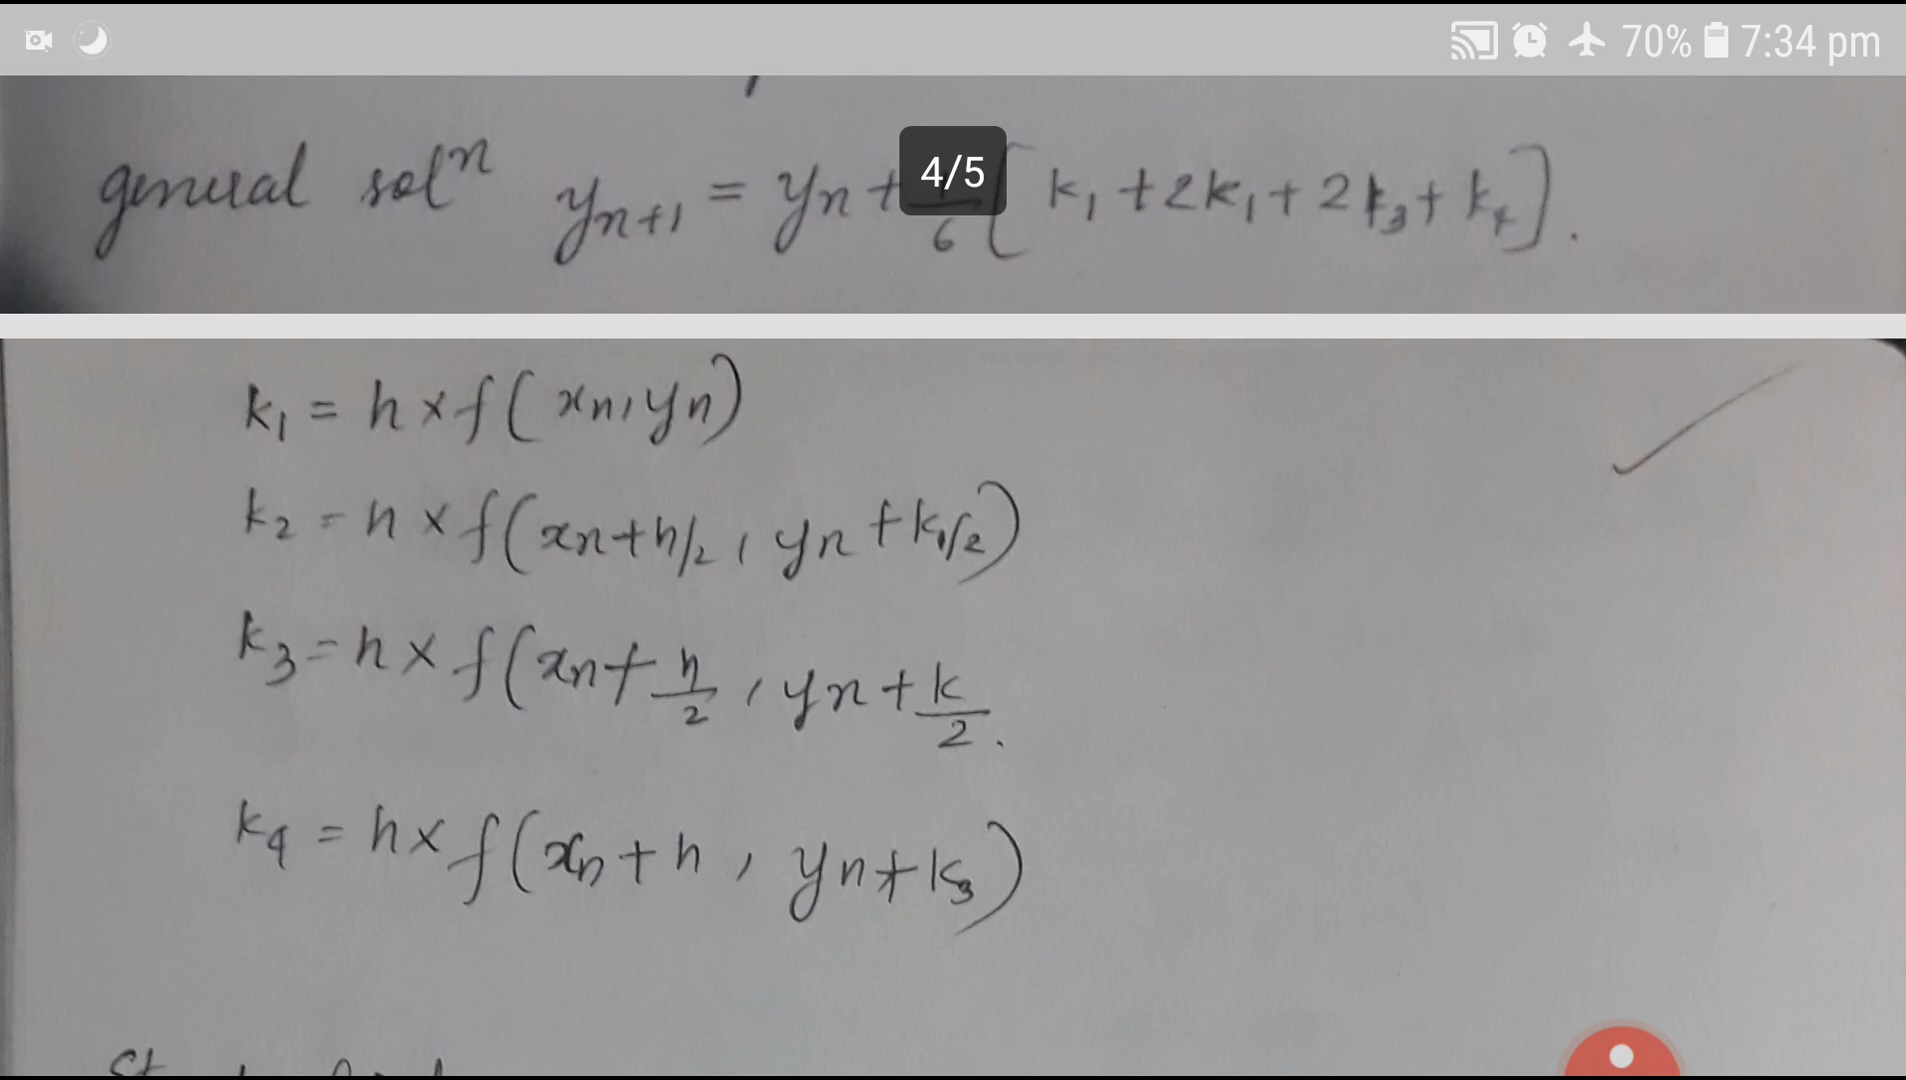 70% 7:34 pm
4/5
general solⁿ yn+1 = yn + /6 [k1 + 2k1 + 2k3 + k4].
k1 = h x f( xn, yn)
k2 = h x f(xn+h/2, yn+k1/2)
k3 = h x f(xn+ h/2, yn+ k/2.
k4 = h x f(xn + h, yn+k3)